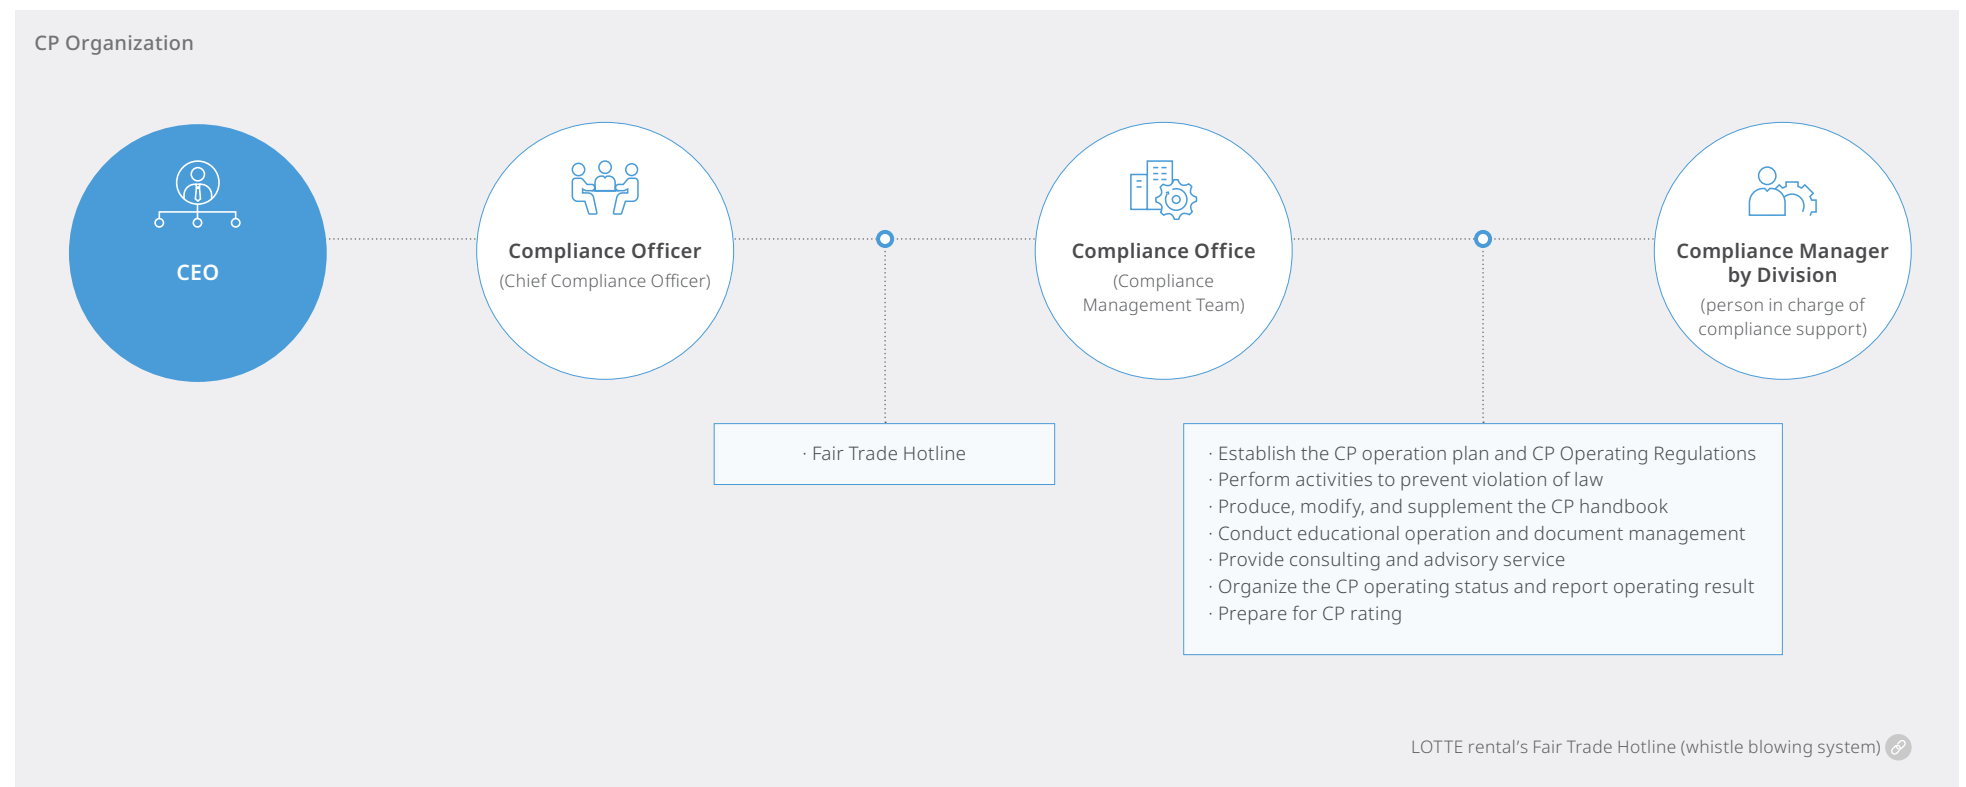 CP Organization
CEO
Compliance Officer
(Chief Compliance Officer)
Compliance Office
(Compliance
Management Team)
Compliance Manager
by Division
(person in charge of
compliance support)
· Fair Trade Hotline
· Establish the CP operation plan and CP Operating Regulations
· Perform activities to prevent violation of law
· Produce, modify, and supplement the CP handbook
· Conduct educational operation and document management
· Provide consulting and advisory service
· Organize the CP operating status and report operating result
· Prepare for CP rating
LOTTE rental’s Fair Trade Hotline (whistle blowing system)